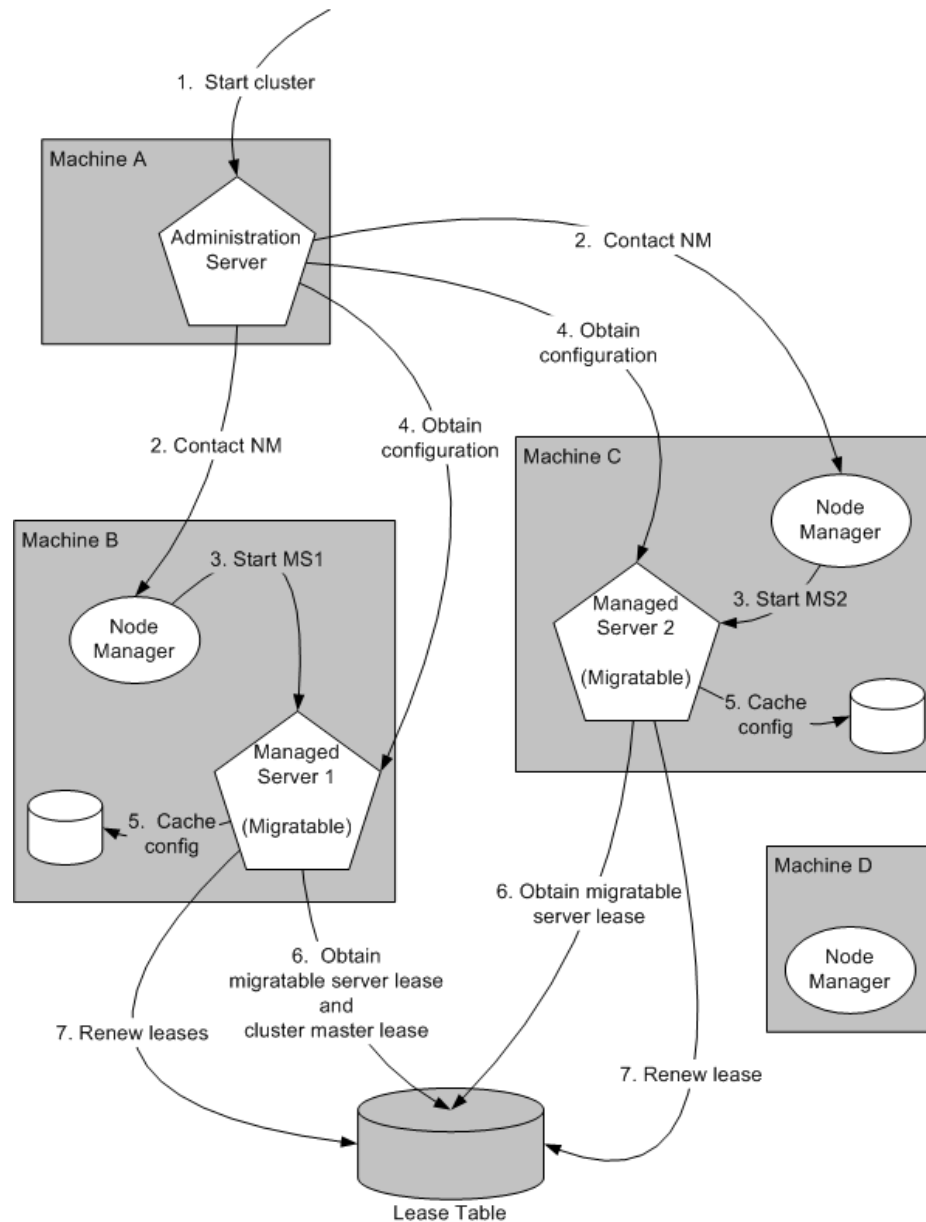 1. Start cluster
Machine A
Administration
Server
2. Contact NM
4. Obtain
configuration
4. Obtain
configuration
2. Contact NM
Machine C
Node
Manager
3. Start MS2
Managed
Server 2
(Migratable)
5. Cache
config
Machine B
3. Start MS1
Node
Manager
Managed
Server 1
(Migratable)
5. Cache
config
Machine D
Node
Manager
6. Obtain migratable
server lease
6. Obtain
migratable server lease
and
cluster master lease
7. Renew leases
7. Renew lease
Lease Table